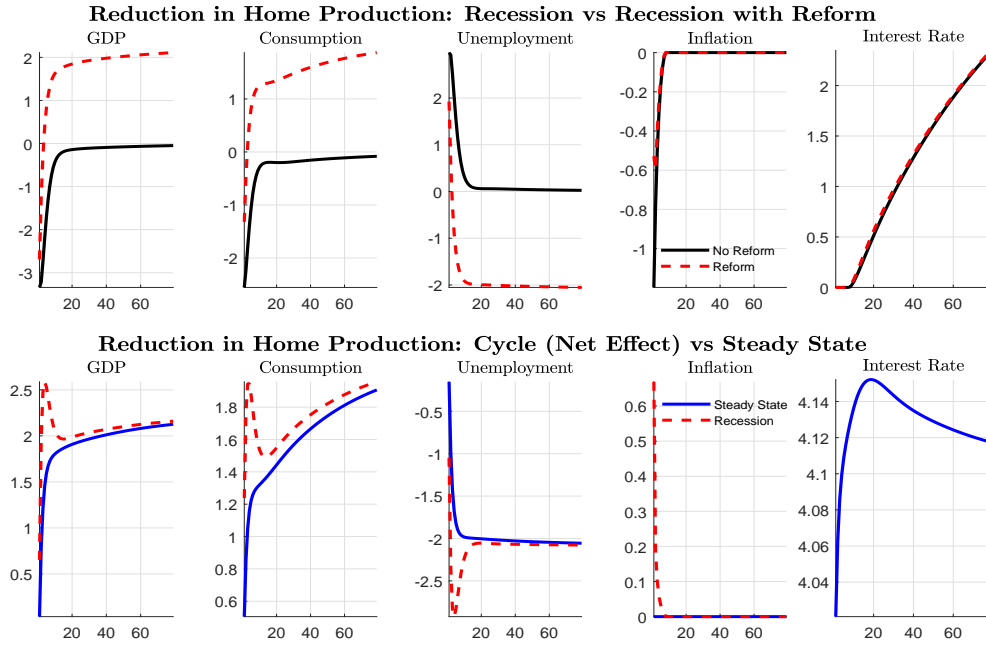 Reduction in Home Production: Recession vs Recession with Reform
GDP
Consumption
Unemployment
Inflation
Interest Rate
2
1
0
-1
-2
-3
20 40 60
1
0
-2
20 40 60
2
1
0
-1
-2
20 40 60
0
-0.2
-0.4
-0.6
-0.8
-1
No Reform
Reform
20 40 60
2
1.5
1
0.5
0
20 40 60
Reduction in Home Production: Cycle (Net Effect) vs Steady State
GDP
Consumption
Unemployment
Inflation
Interest Rate
2.5
2
1.5
1
0.5
20 40 60
1.8
1.6
1.4
1.2
1
0.8
0.6
20 40 60
-0.5
-1
-1.5
-2
-2.5
20 40 60
0.6
0.5
0.4
0.3
0.2
0.1
0
Steady State
Recession
20 40 60
4.14
4.12
4.1
4.08
4.06
4.04
20 40 60